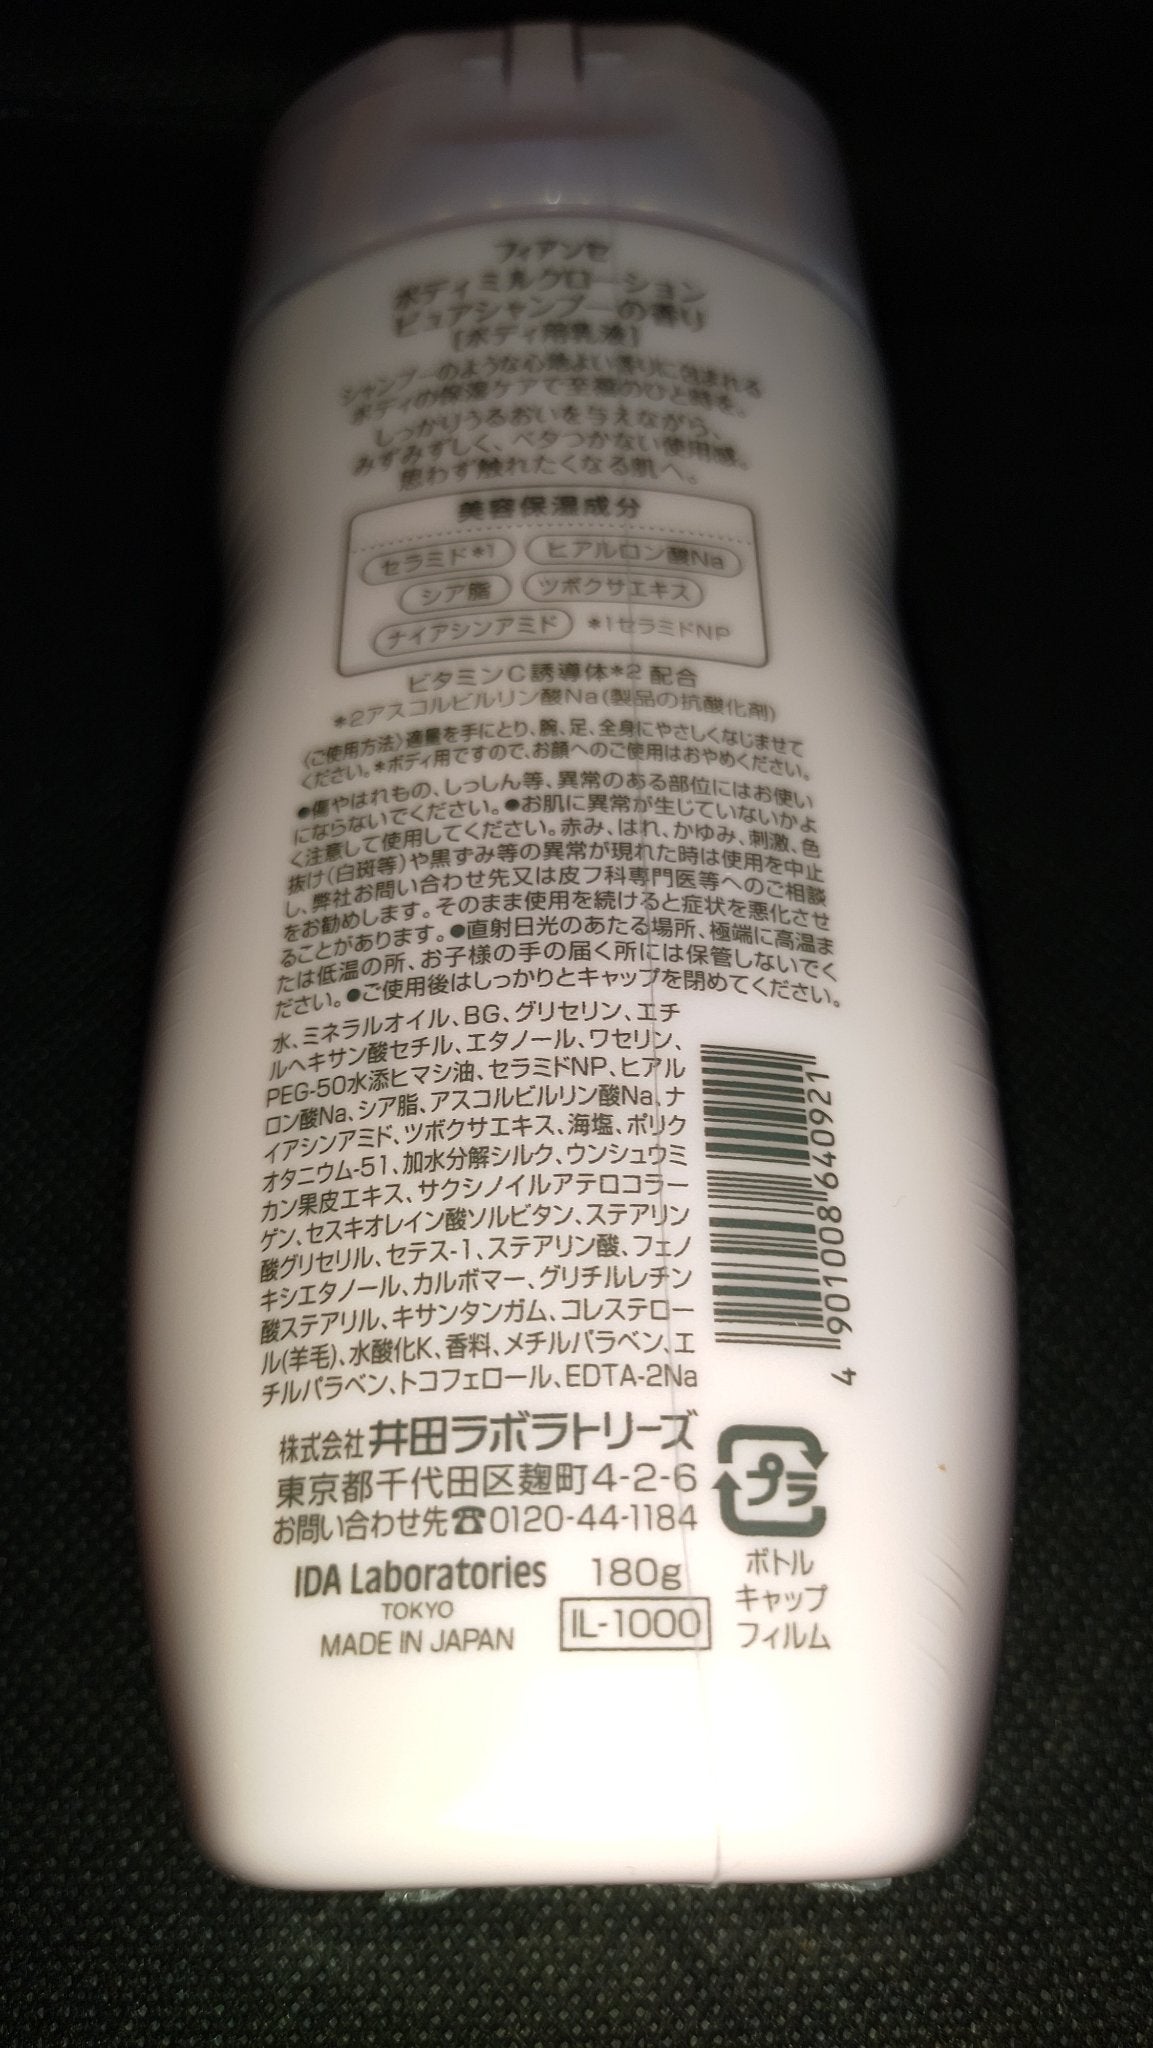 フィアンセ
ボディミルクローション
ピュアシャンプーの香り
[ボディ用乳液]
シャンプーのような心地よい香りに包まれる
ボディの保湿ケアで至福のひと時を。
しっかりうるおいを与えながら、
みずみずしく、ベタつかない使用感。
思わず触れたくなる肌へ。
美容保湿成分
セラミド*1 ヒアルロン酸Na
シア脂 ツボクサエキス
ナイアシンアミド *1セラミドNP
ビタミンC誘導体*2 配合
*2アスコルビルリン酸Na(製品の抗酸化剤)
〈ご使用方法〉適量を手にとり、腕、足、全身にやさしくなじませて
ください。*ボディ用ですので、お顔へのご使用はおやめください。
●傷やはれもの、しっしん等、異常のある部位にはお使い
にならないでください。●お肌に異常が生じていないかよ
く注意して使用してください。赤み、はれ、かゆみ、刺激、色
抜け(白斑等)や黒ずみ等の異常が現れた時は使用を中止
し、弊社お問い合わせ先又は皮フ科専門医等へのご相談
をお勧めします。そのまま使用を続けると症状を悪化させ
ることがあります。●直射日光のあたる場所、極端に高温ま
たは低温の所、お子様の手の届く所には保管しないでく
ださい。●ご使用後はしっかりとキャップを閉めてください。
水、ミネラルオイル、BG、グリセリン、エチ
ルヘキサン酸セチル、エタノール、ワセリン、
PEG-50水添ヒマシ油、セラミドNP、ヒアル
ロン酸Na、シア脂、アスコルビルリン酸Na、ナ
イアシンアミド、ツボクサエキス、海塩、ポリク
オタニウム-51、加水分解シルク、ウンシュウミ
カン果皮エキス、サクシノイルアテロコラー
ゲン、セスキオレイン酸ソルビタン、ステアリン
酸グリセリル、セテス-1、ステアリン酸、フェノ
キシエタノール、カルボマー、グリチルレチン
酸ステアリル、キサンタンガム、コレステロー
ル(羊毛)、水酸化K、香料、メチルパラベン、エ
チルパラベン、トコフェロール、EDTA-2Na
4 901008 640921
株式会社 井田ラボラトリーズ
東京都千代田区麹町4-2-6
お問い合わせ先☎0120-44-1184
プラ
ボトル
キャップ
フィルム
IDA Laboratories 180g
TOKYO
MADE IN JAPAN IL-1000